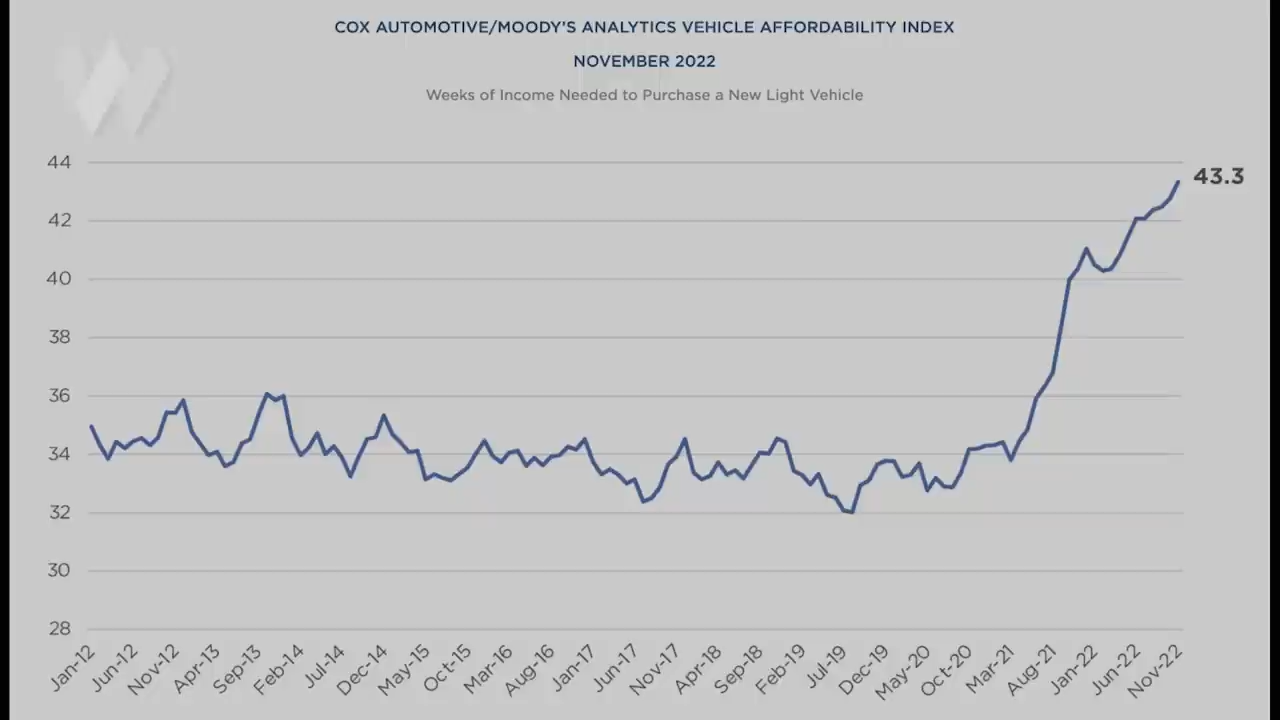 COX AUTOMOTIVE/MOODY'S ANALYTICS VEHICLE AFFORDABILITY INDEX
NOVEMBER 2022
Weeks of Income Needed to Purchase a New Light Vehicle
44
43.3
42
40
38
36
34
32
30
28
Jan-12
Jun-12
Nov-12
Apr-13
Sep-13
Feb-14
Jul-14
Dec-14
May-15
Oct-15
Mar-16
Aug-16
Jan-17
Jun-17
Nov-17
Apr-18
Sep-18
Feb-19
Jul-19
Dec-19
May-20
Oct-20
Mar-21
Aug-21
Jan-22
Jun-22
Nov-22